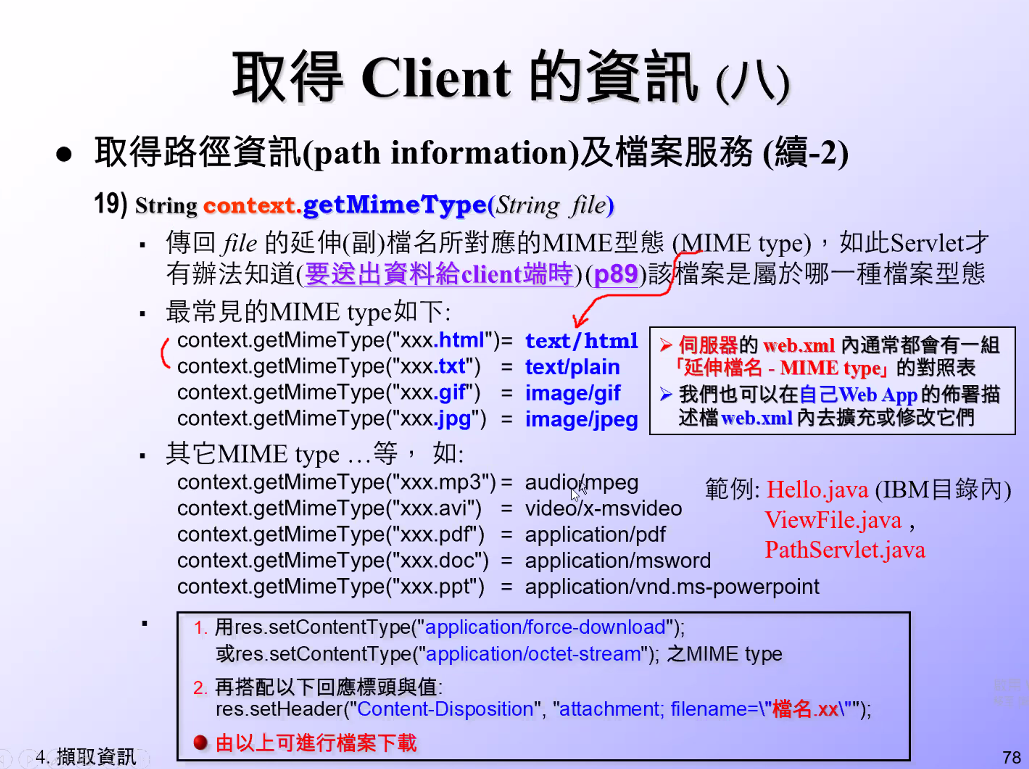 取得 Client 的資訊 (八)
● 取得路徑資訊(path information)及檔案服務 (續-2)
19) String context.getMimeType(String file)
▪ 傳回 file 的延伸(副)檔名所對應的MIME型態 (MIME type)，如此Servlet才
有辦法知道(要送出資料給client端時)(p89)該檔案是屬於哪一種檔案型態
▪ 最常見的MIME type如下:
context.getMimeType("xxx.html")= text/html
context.getMimeType("xxx.txt") = text/plain
context.getMimeType("xxx.gif") = image/gif
context.getMimeType("xxx.jpg") = image/jpeg
➢ 伺服器的 web.xml 內通常都會有一組
「延伸檔名 - MIME type」的對照表
➢ 我們也可以在自己Web App 的佈署描
述檔 web.xml 內去擴充或修改它們
▪ 其它MIME type …等， 如:
context.getMimeType("xxx.mp3") = audio/mpeg
context.getMimeType("xxx.avi") = video/x-msvideo
context.getMimeType("xxx.pdf") = application/pdf
context.getMimeType("xxx.doc") = application/msword
context.getMimeType("xxx.ppt") = application/vnd.ms-powerpoint
範例: Hello.java (IBM目錄內)
ViewFile.java ,
PathServlet.java
▪
1. 用res.setContentType("application/force-download");
或res.setContentType("application/octet-stream"); 之MIME type
2. 再搭配以下回應標頭與值:
res.setHeader("Content-Disposition", "attachment; filename=\"檔名.xx\"");
● 由以上可進行檔案下載
4. 擷取資訊
78